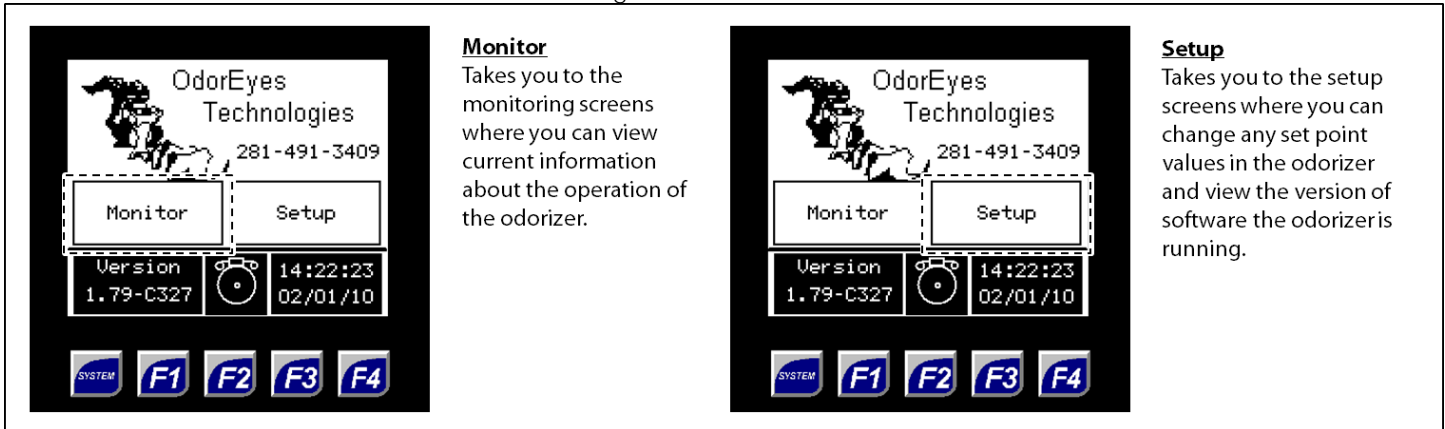 OdorEyes
Technologies
281-491-3409
Monitor
Setup
Version
1.79-C327
14:22:23
02/01/10
SYSTEM
F1
F2
F3
F4
Monitor
Takes you to the
monitoring screens
where you can view
current information
about the operation of
the odorizer.
OdorEyes
Technologies
281-491-3409
Monitor
Setup
Version
1.79-C327
14:22:23
02/01/10
SYSTEM
F1
F2
F3
F4
Setup
Takes you to the setup
screens where you can
change any set point
values in the odorizer
and view the version of
software the odorizer is
running.